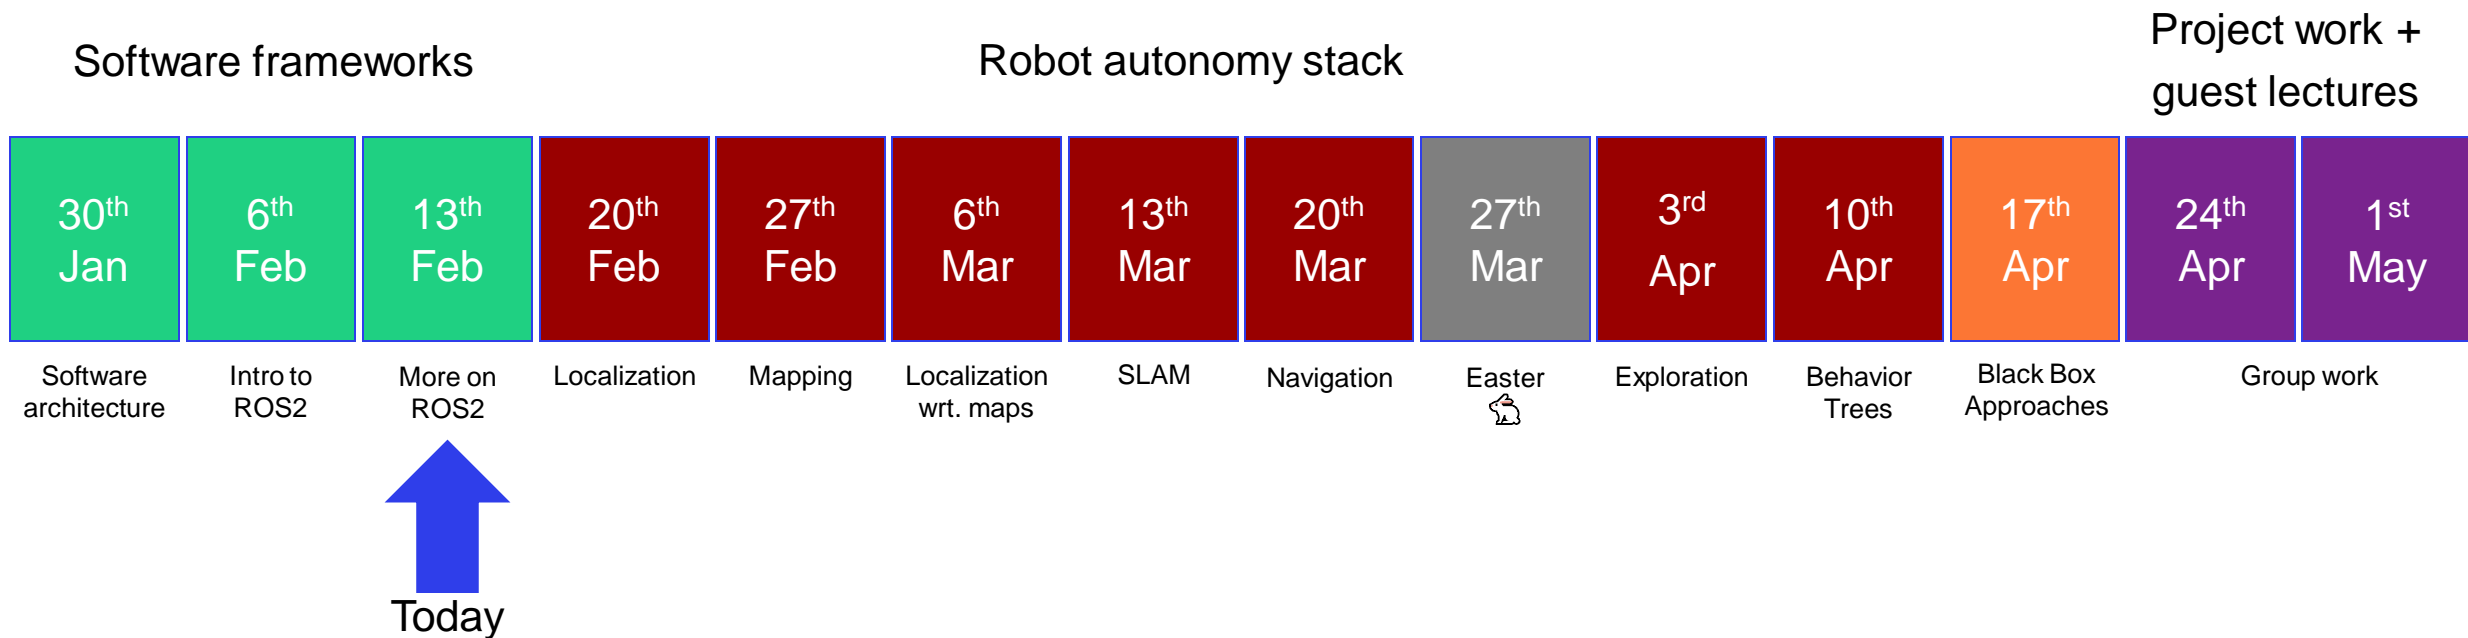 Software frameworks
Robot autonomy stack
Project work +
guest lectures
30th
Jan
6th
Feb
13th
Feb
20th
Feb
27th
Feb
6th
Mar
13th
Mar
20th
Mar
27th
Mar
3rd
Apr
10th
Apr
17th
Apr
24th
Apr
1st
May
Software
architecture
Intro to
ROS2
More on
ROS2
Localization
Mapping
Localization
wrt. maps
SLAM
Navigation
Easter
Exploration
Behavior
Trees
Black Box
Approaches
Group work
Today